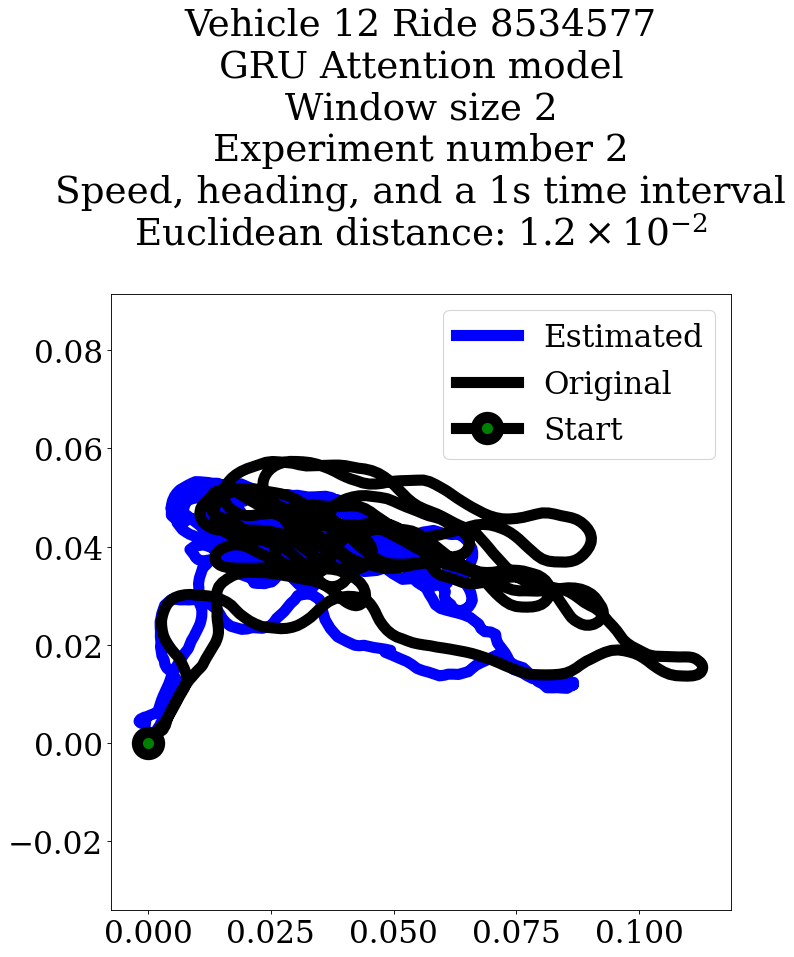 Vehicle 12 Ride 8534577
GRU Attention model
Window size 2
Experiment number 2
Speed, heading, and a 1s time interval
Euclidean distance: 1.2 × 10⁻²
Estimated
Original
Start
0.08
0.06
0.04
0.02
0.00
−0.02
0.000 0.025 0.050 0.075 0.100